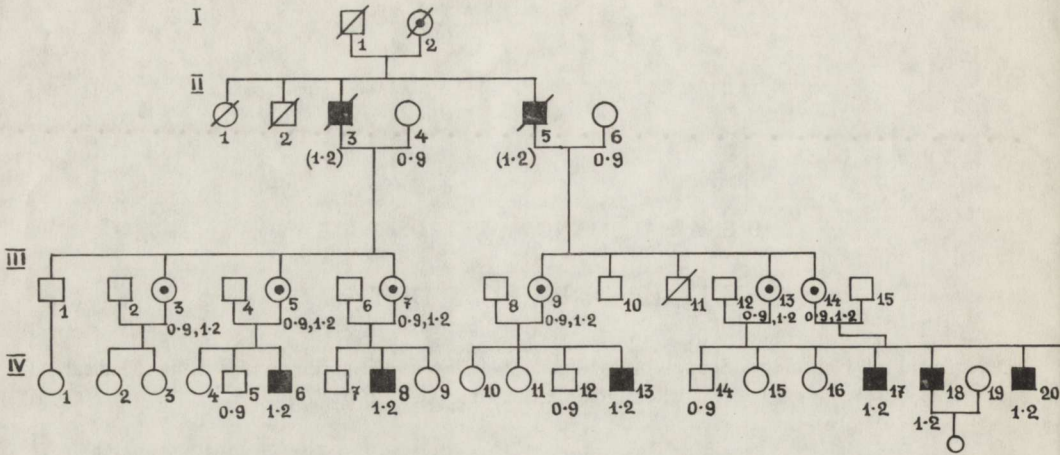 I
1 2
II
1 2 3 4 5 6
(1·2) 0·9 (1·2) 0·9
III
1 2 3 4 5 6 7 8 9 10 11 12 13 14 15
0·9,1·2 0·9,1·2 0·9,1·2 0·9,1·2 0·9,1·2 0·9,1·2
IV
1 2 3 4 5 6 7 8 9 10 11 12 13 14 15 16 17 18 19 20
0·9 1·2 1·2 0·9 1·2 0·9 1·2 1·2 1·2